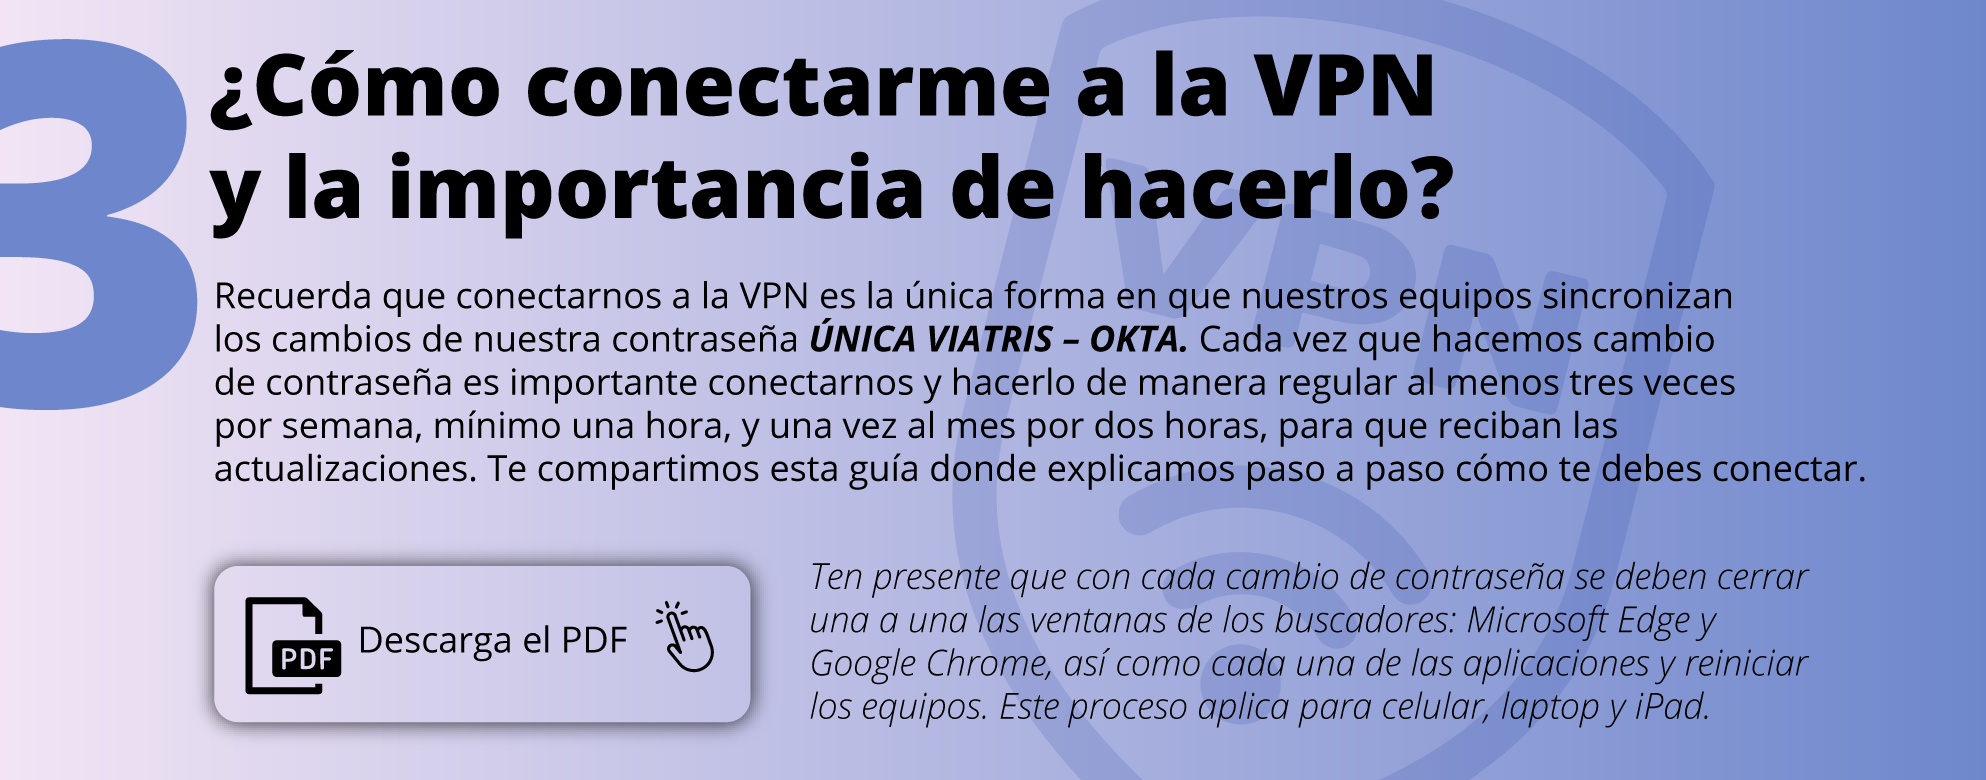 3
¿Cómo conectarme a la VPN
y la importancia de hacerlo?
Recuerda que conectarnos a la VPN es la única forma en que nuestros equipos sincronizan
los cambios de nuestra contraseña ÚNICA VIATRIS – OKTA. Cada vez que hacemos cambio
de contraseña es importante conectarnos y hacerlo de manera regular al menos tres veces
por semana, mínimo una hora, y una vez al mes por dos horas, para que reciban las
actualizaciones. Te compartimos esta guía donde explicamos paso a paso cómo te debes conectar.
PDF
Descarga el PDF
Ten presente que con cada cambio de contraseña se deben cerrar
una a una las ventanas de los buscadores: Microsoft Edge y
Google Chrome, así como cada una de las aplicaciones y reiniciar
los equipos. Este proceso aplica para celular, laptop y iPad.
VPN